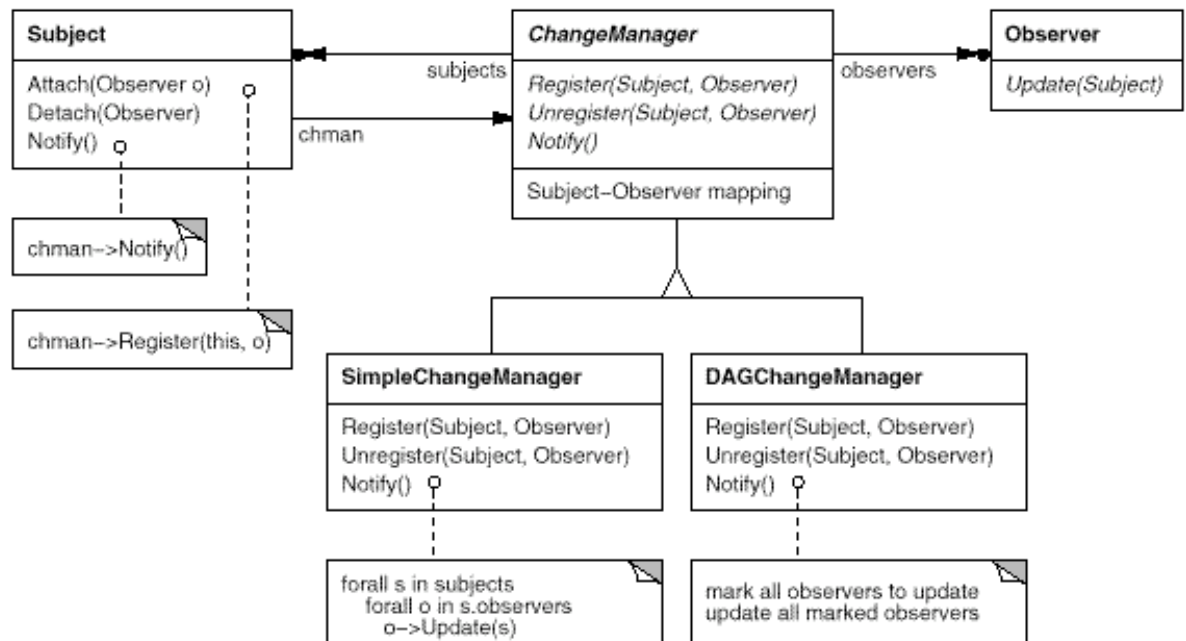 Subject
Attach(Observer o)
Detach(Observer)
Notify()
chman->Notify()
chman->Register(this, o)
subjects
chman
ChangeManager
Register(Subject, Observer)
Unregister(Subject, Observer)
Notify()
Subject-Observer mapping
observers
Observer
Update(Subject)
SimpleChangeManager
Register(Subject, Observer)
Unregister(Subject, Observer)
Notify()
forall s in subjects
forall o in s.observers
o->Update(s)
DAGChangeManager
Register(Subject, Observer)
Unregister(Subject, Observer)
Notify()
mark all observers to update
update all marked observers